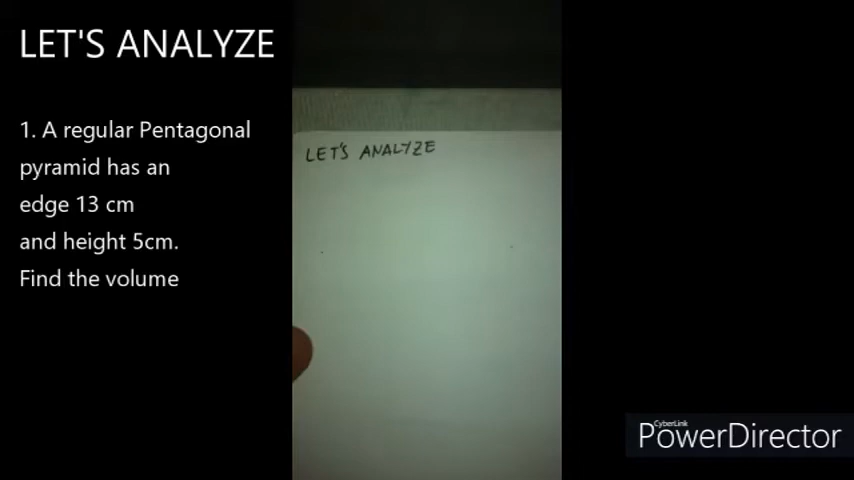 LET'S ANALYZE
1. A regular Pentagonal
pyramid has an
edge 13 cm
and height 5cm.
Find the volume
LET'S ANALYZE
CyberLink
PowerDirector